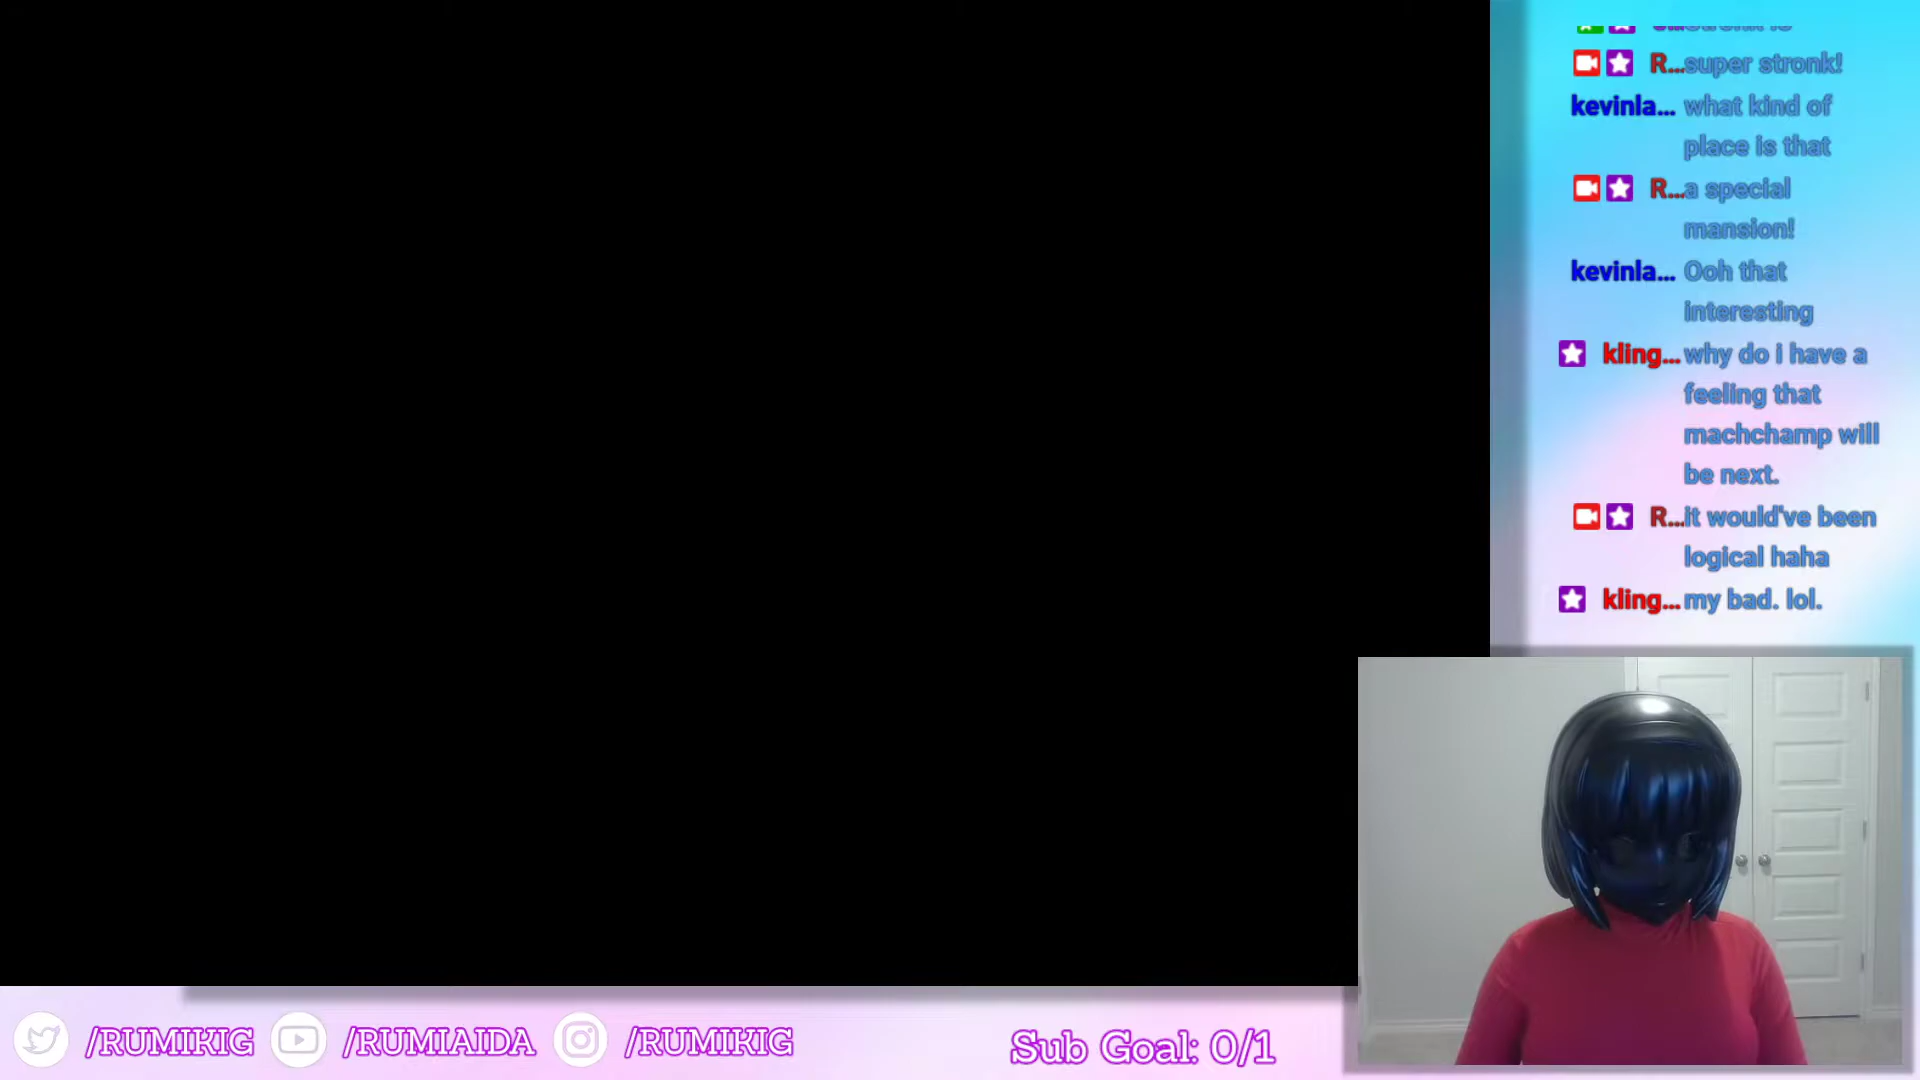 R...super stronk!
kevinla... what kind of
place is that
R...a special
mansion!
kevinla... Ooh that
interesting
kling...why do i have a
feeling that
machchamp will
be next.
R...it would've been
logical haha
kling...my bad. lol.
/RUMIKIG /RUMIAIDA /RUMIKIG Sub Goal: 0/1